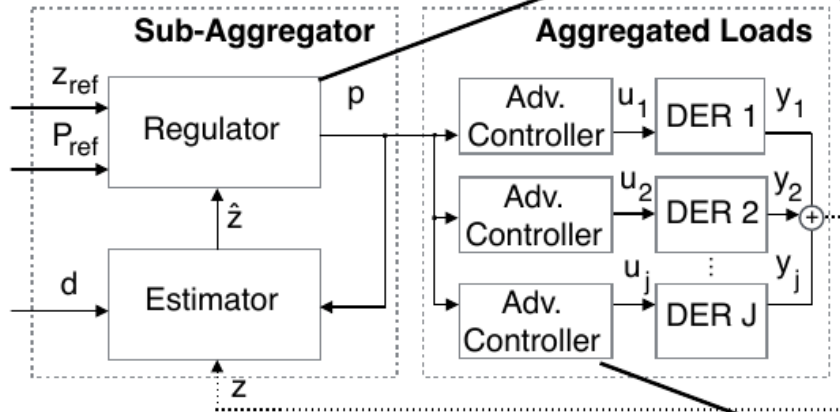 Sub-Aggregator
Aggregated Loads
z_ref
P_ref
Regulator
p
ẑ
d
Estimator
z
Adv.
Controller
u_1
DER 1
y_1
Adv.
Controller
u_2
DER 2
y_2
+
⋮
Adv.
Controller
u_j
DER J
y_j